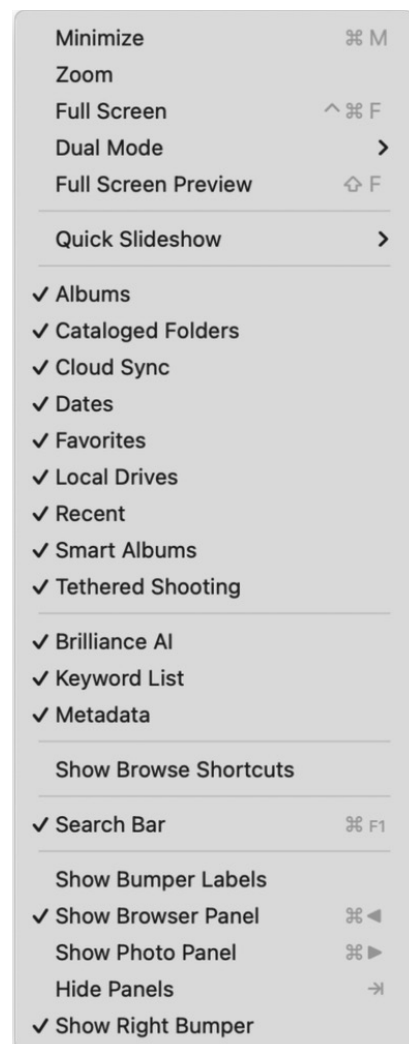 Minimize ⌘ M
Zoom
Full Screen ^ ⌘ F
Dual Mode >
Full Screen Preview ⇧ F
Quick Slideshow >
✓ Albums
✓ Cataloged Folders
✓ Cloud Sync
✓ Dates
✓ Favorites
✓ Local Drives
✓ Recent
✓ Smart Albums
✓ Tethered Shooting
✓ Brilliance AI
✓ Keyword List
✓ Metadata
Show Browse Shortcuts
✓ Search Bar ⌘ F1
Show Bumper Labels
✓ Show Browser Panel ⌘ ◀
Show Photo Panel ⌘ ▶
Hide Panels ⇥
✓ Show Right Bumper